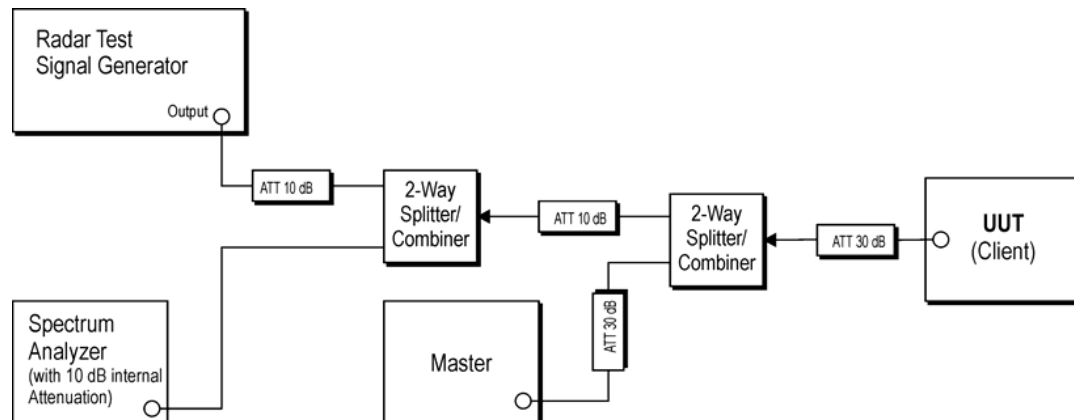 Radar Test
Signal Generator
Output
ATT 10 dB
2-Way
Splitter/
Combiner
ATT 10 dB
2-Way
Splitter/
Combiner
ATT 30 dB
UUT
(Client)
Spectrum
Analyzer
(with 10 dB internal
Attenuation)
Master
ATT 30 dB